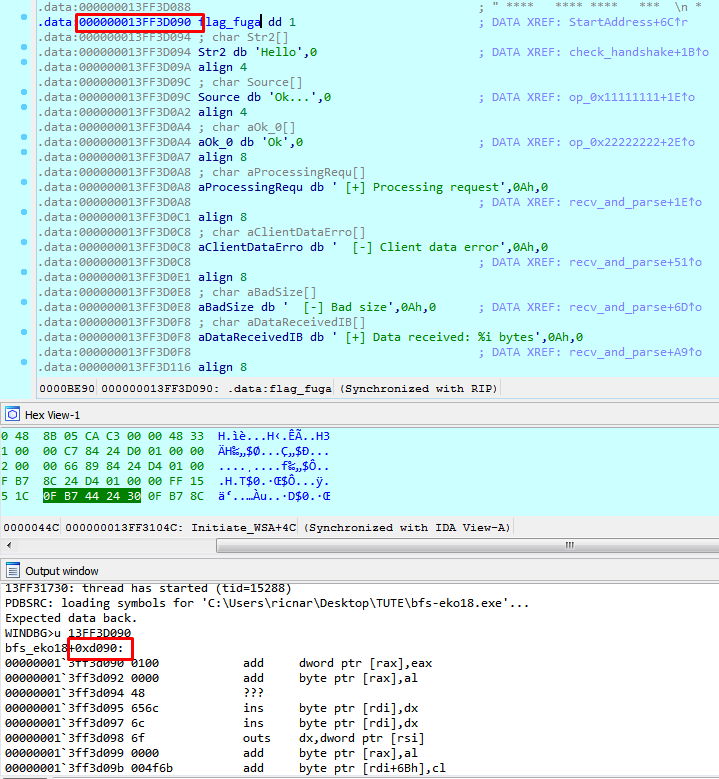 .data:000000013FF3D088 ; " **** **** **** *** *** \n *
.data:000000013FF3D090 flag_fuga dd 1 ; DATA XREF: StartAddress+6C↑r
.data:000000013FF3D094 ; char Str2[]
.data:000000013FF3D094 Str2 db 'Hello',0 ; DATA XREF: check_handshake+1B↑o
.data:000000013FF3D09A align 4
.data:000000013FF3D09C ; char Source[]
.data:000000013FF3D09C Source db 'Ok...',0 ; DATA XREF: op_0x11111111+1E↑o
.data:000000013FF3D0A2 align 4
.data:000000013FF3D0A4 ; char aOk_0[]
.data:000000013FF3D0A4 aOk_0 db 'Ok',0 ; DATA XREF: op_0x22222222+2E↑o
.data:000000013FF3D0A7 align 8
.data:000000013FF3D0A8 ; char aProcessingRequ[]
.data:000000013FF3D0A8 aProcessingRequ db ' [+] Processing request',0Ah,0
.data:000000013FF3D0A8 ; DATA XREF: recv_and_parse+1E↑o
.data:000000013FF3D0C1 align 8
.data:000000013FF3D0C8 ; char aClientDataErro[]
.data:000000013FF3D0C8 aClientDataErro db '  [-] Client data error',0Ah,0
.data:000000013FF3D0C8 ; DATA XREF: recv_and_parse+51↑o
.data:000000013FF3D0E1 align 8
.data:000000013FF3D0E8 ; char aBadSize[]
.data:000000013FF3D0E8 aBadSize db '  [-] Bad size',0Ah,0 ; DATA XREF: recv_and_parse+6D↑o
.data:000000013FF3D0F8 ; char aDataReceivedIB[]
.data:000000013FF3D0F8 aDataReceivedIB db ' [+] Data received: %i bytes',0Ah,0
.data:000000013FF3D0F8 ; DATA XREF: recv_and_parse+A9↑o
.data:000000013FF3D116 align 8
0000BE90 000000013FF3D090: .data:flag_fuga (Synchronized with RIP)
Hex View-1
0 48 8B 05 CA C3 00 00 48 33 H.ìè...H‹.ÊÃ..H3
1 00 00 C7 84 24 D0 01 00 00 ÄH‰„$Ø...Ç„$Ð...
2 00 00 66 89 84 24 D4 01 00 ....¸....f‰„$Ô..
F B7 8C 24 D4 01 00 00 FF 15 .H.T$0.·Œ$Ô...ÿ.
5 1C 0F B7 44 24 30 0F B7 8C ä‘..…Àu..·D$0.·Œ
0000044C 000000013FF3104C: Initiate_WSA+4C (Synchronized with IDA View-A)
Output window
13FF31730: thread has started (tid=15288)
PDBSRC: loading symbols for 'C:\Users\ricnar\Desktop\TUTE\bfs-eko18.exe'...
Expected data back.
WINDBG>u 13FF3D090
bfs_eko18+0xd090:
00000001`3ff3d090 0100 add dword ptr [rax],eax
00000001`3ff3d092 0000 add byte ptr [rax],al
00000001`3ff3d094 48 ???
00000001`3ff3d095 656c ins byte ptr [rdi],dx
00000001`3ff3d097 6c ins byte ptr [rdi],dx
00000001`3ff3d098 6f outs dx,dword ptr [rsi]
00000001`3ff3d099 0000 add byte ptr [rax],al
00000001`3ff3d09b 004f6b add byte ptr [rdi+6Bh],cl